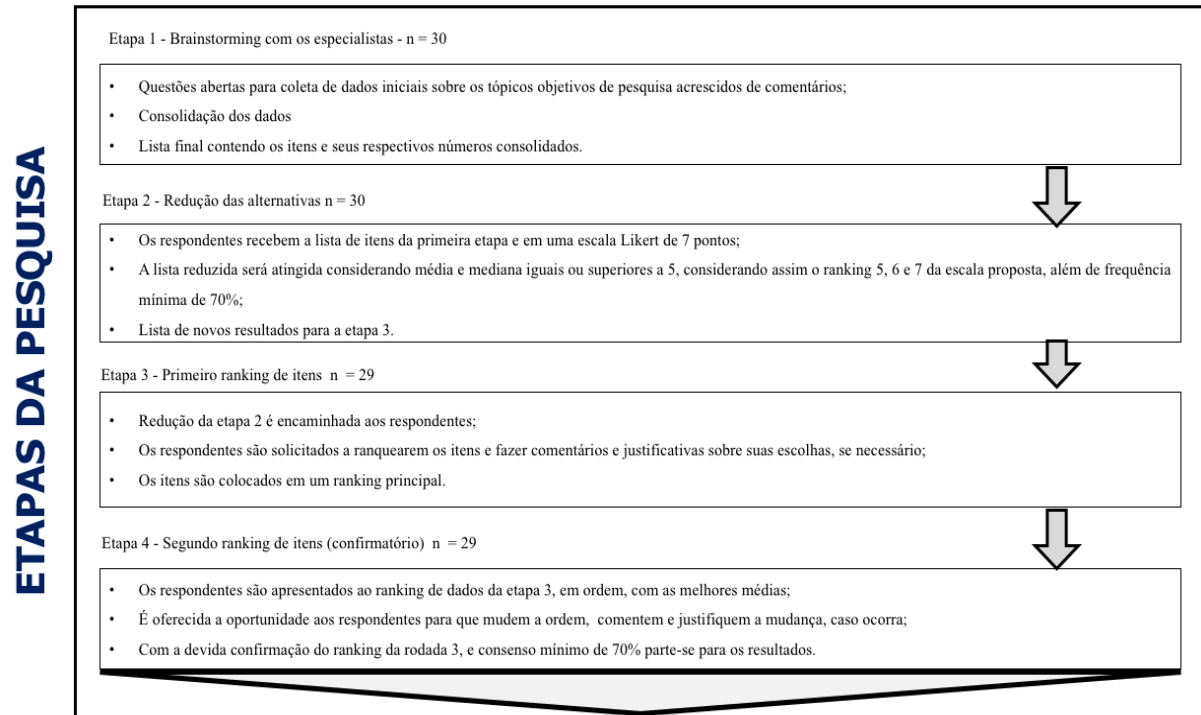 ETAPAS DA PESQUISA
Etapa 1 - Brainstorming com os especialistas - n = 30
• Questões abertas para coleta de dados iniciais sobre os tópicos objetivos de pesquisa acrescidos de comentários;
• Consolidação dos dados
• Lista final contendo os itens e seus respectivos números consolidados.
Etapa 2 - Redução das alternativas n = 30
• Os respondentes recebem a lista de itens da primeira etapa e em uma escala Likert de 7 pontos;
• A lista reduzida será atingida considerando média e mediana iguais ou superiores a 5, considerando assim o ranking 5, 6 e 7 da escala proposta, além de frequência
mínima de 70%;
• Lista de novos resultados para a etapa 3.
Etapa 3 - Primeiro ranking de itens n = 29
• Redução da etapa 2 é encaminhada aos respondentes;
• Os respondentes são solicitados a ranquearem os itens e fazer comentários e justificativas sobre suas escolhas, se necessário;
• Os itens são colocados em um ranking principal.
Etapa 4 - Segundo ranking de itens (confirmatório) n = 29
• Os respondentes são apresentados ao ranking de dados da etapa 3, em ordem, com as melhores médias;
• É oferecida a oportunidade aos respondentes para que mudem a ordem, comentem e justifiquem a mudança, caso ocorra;
• Com a devida confirmação do ranking da rodada 3, e consenso mínimo de 70% parte-se para os resultados.